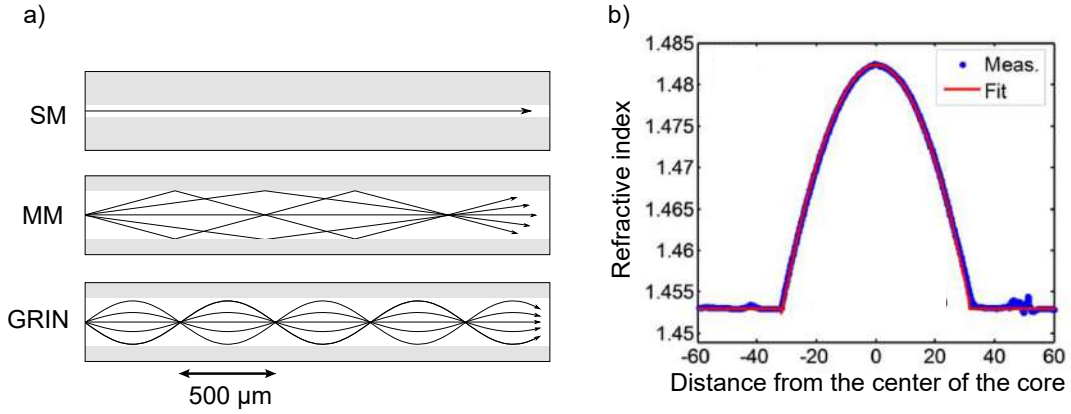 a)
SM
MM
GRIN
500 µm
b)
1.485
1.48
1.475
1.47
1.465
1.46
1.455
1.45
Refractive index
Meas.
Fit
-60 -40 -20 0 20 40 60
Distance from the center of the core